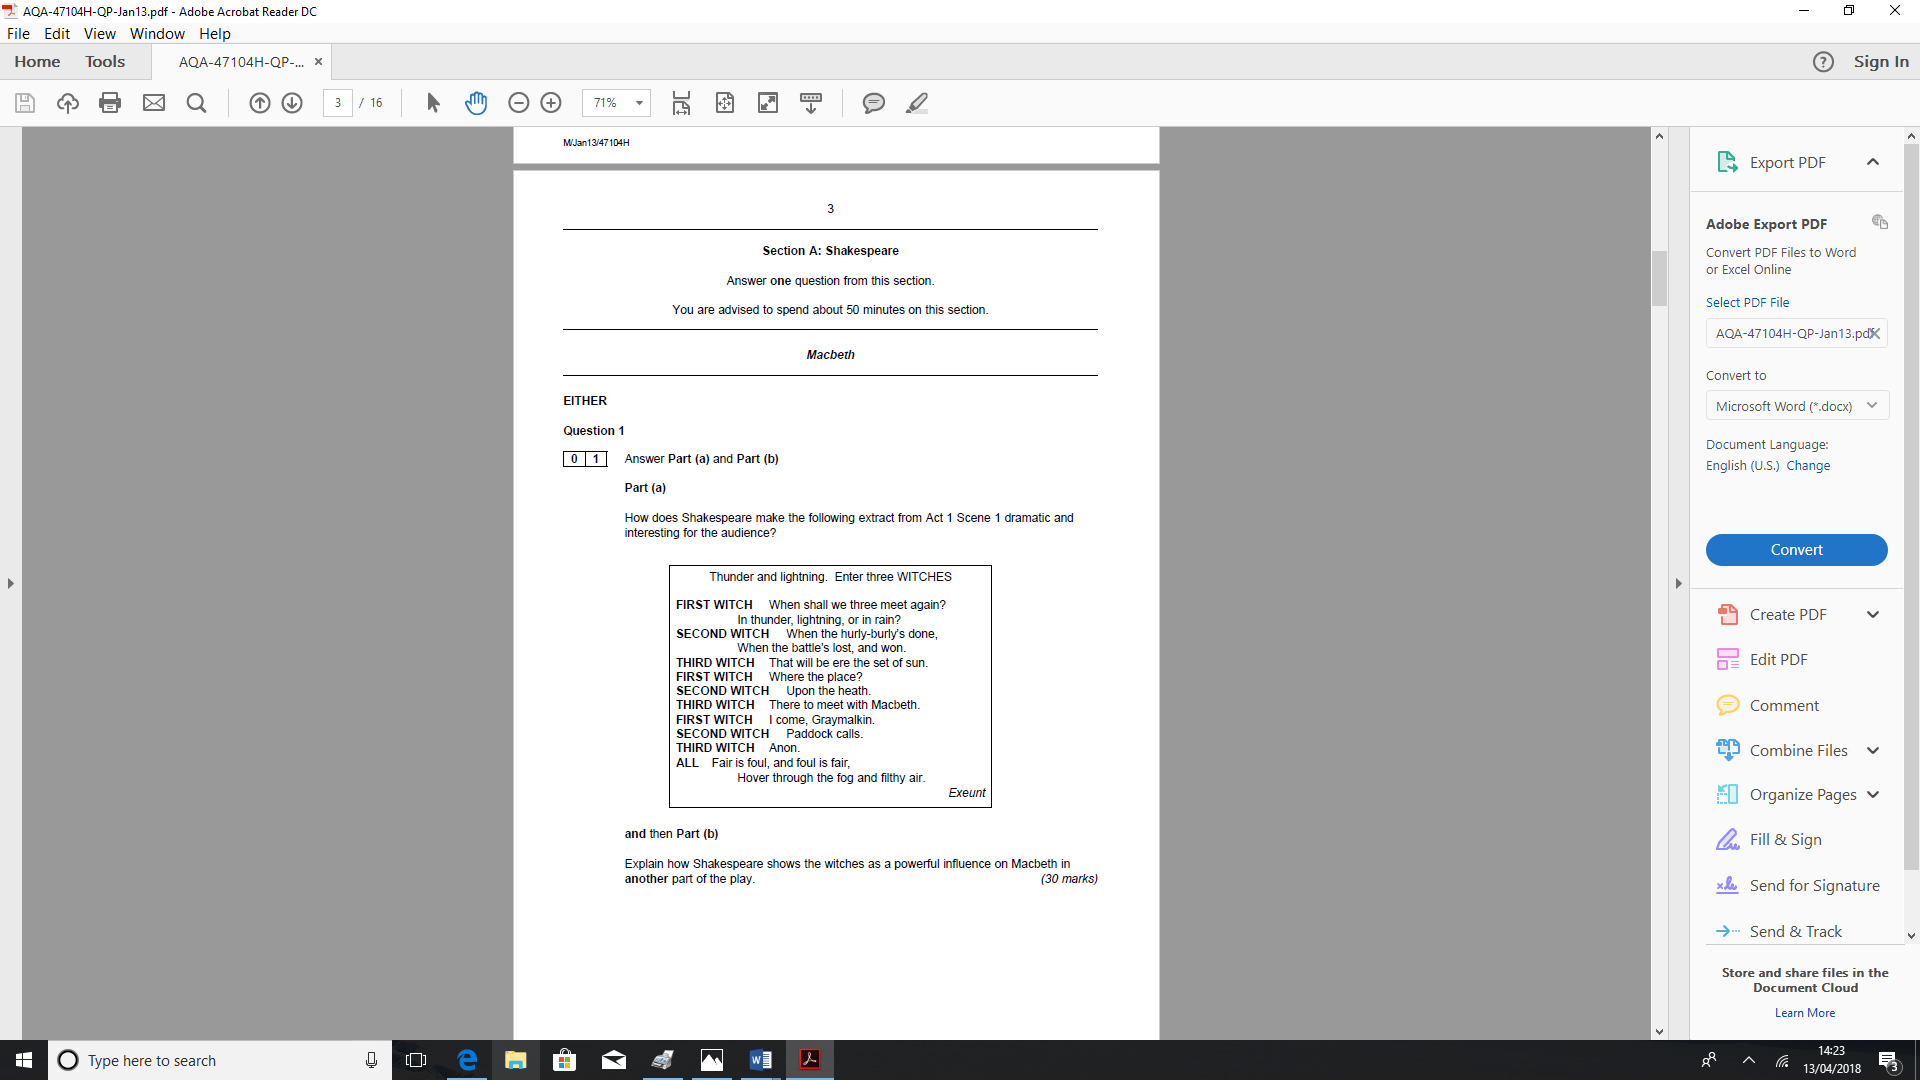 AQA-47104H-QP-Jan13.pdf - Adobe Acrobat Reader DC
File Edit View Window Help
Home Tools AQA-47104H-QP-... × Sign In
3 / 16 71%
M/Jan13/47104H
3
Section A: Shakespeare
Answer one question from this section.
You are advised to spend about 50 minutes on this section.
Macbeth
EITHER
Question 1
0 1 Answer Part (a) and Part (b)
Part (a)
How does Shakespeare make the following extract from Act 1 Scene 1 dramatic and
interesting for the audience?
Thunder and lightning. Enter three WITCHES
FIRST WITCH When shall we three meet again?
In thunder, lightning, or in rain?
SECOND WITCH When the hurly-burly's done,
When the battle's lost, and won.
THIRD WITCH That will be ere the set of sun.
FIRST WITCH Where the place?
SECOND WITCH Upon the heath.
THIRD WITCH There to meet with Macbeth.
FIRST WITCH I come, Graymalkin.
SECOND WITCH Paddock calls.
THIRD WITCH Anon.
ALL Fair is foul, and foul is fair,
Hover through the fog and filthy air.
Exeunt
and then Part (b)
Explain how Shakespeare shows the witches as a powerful influence on Macbeth in
another part of the play. (30 marks)
Export PDF
Adobe Export PDF
Convert PDF Files to Word
or Excel Online
Select PDF File
AQA-47104H-QP-Jan13.pdf
Convert to
Microsoft Word (*.docx)
Document Language:
English (U.S.) Change
Convert
Create PDF
Edit PDF
Comment
Combine Files
Organize Pages
Fill & Sign
Send for Signature
Send & Track
Store and share files in the
Document Cloud
Learn More
Type here to search
14:23
13/04/2018
3